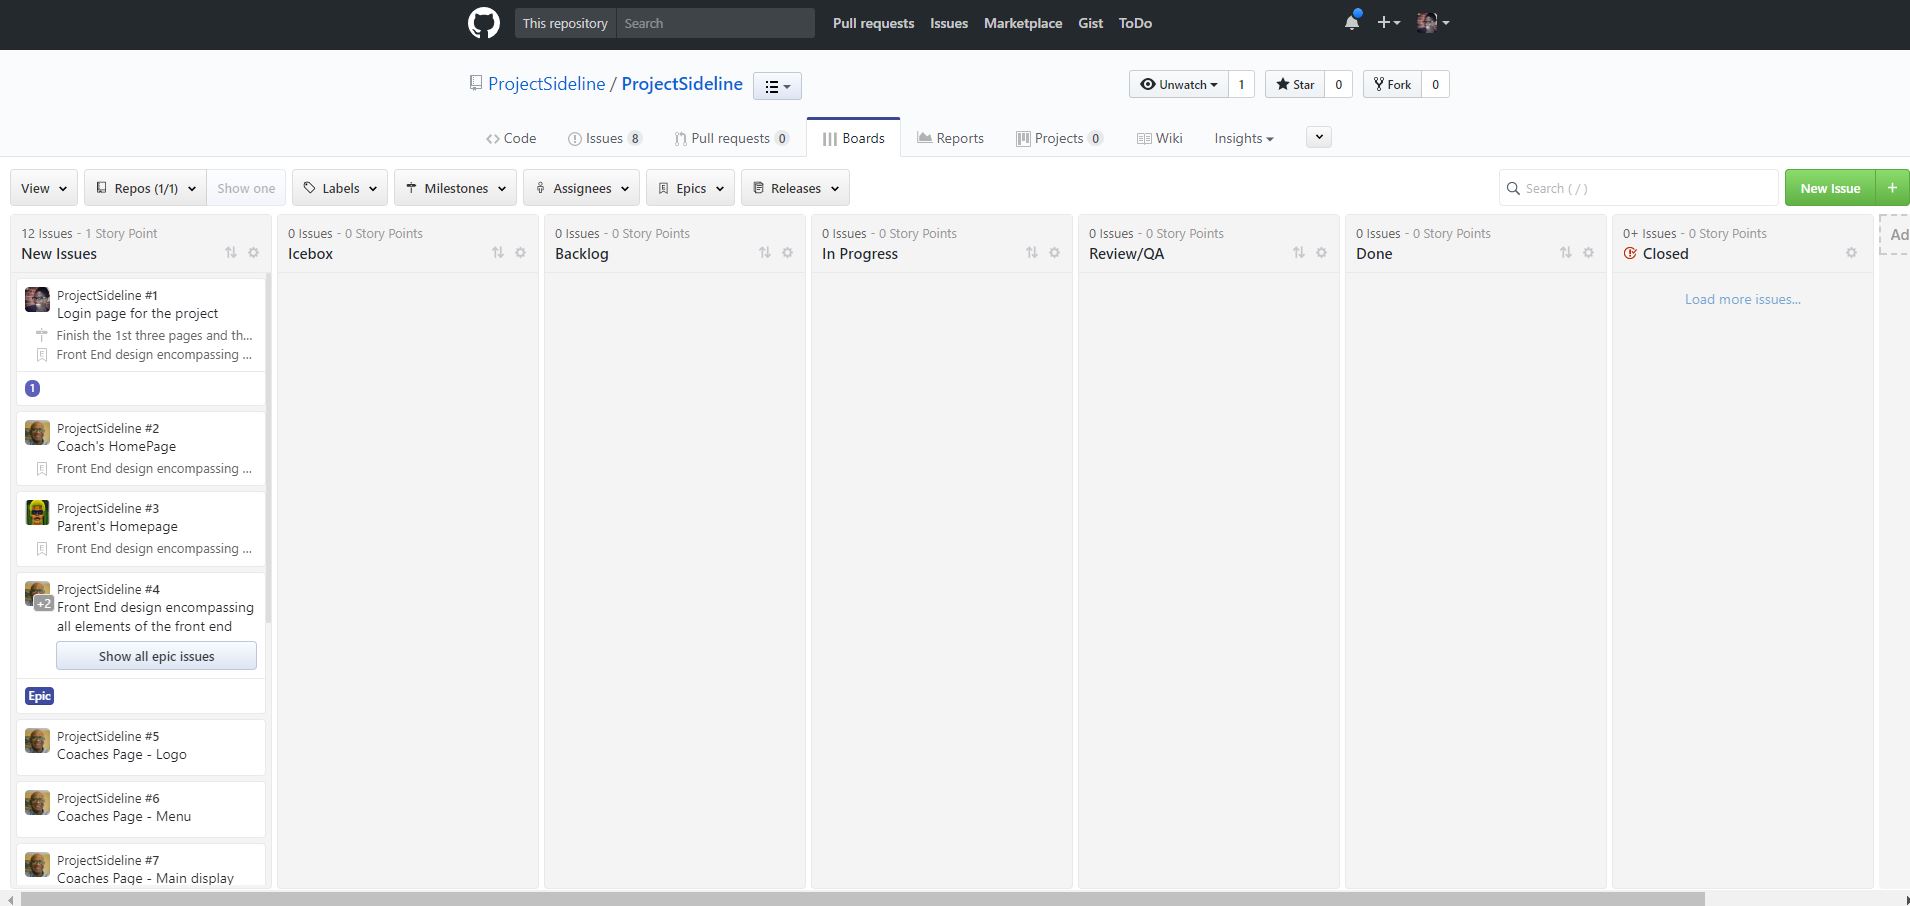 This repository Search Pull requests Issues Marketplace Gist ToDo
ProjectSideline / ProjectSideline
Unwatch 1 Star 0 Fork 0
Code Issues 8 Pull requests 0 Boards Reports Projects 0 Wiki Insights
View Repos (1/1) Show one Labels Milestones Assignees Epics Releases Search ( / ) New Issue +
12 Issues - 1 Story Point
New Issues
ProjectSideline #1
Login page for the project
Finish the 1st three pages and th...
Front End design encompassing ...
1
ProjectSideline #2
Coach's HomePage
Front End design encompassing ...
ProjectSideline #3
Parent's Homepage
Front End design encompassing ...
ProjectSideline #4
+2
Front End design encompassing
all elements of the front end
Show all epic issues
Epic
ProjectSideline #5
Coaches Page - Logo
ProjectSideline #6
Coaches Page - Menu
ProjectSideline #7
Coaches Page - Main display
0 Issues - 0 Story Points
Icebox
0 Issues - 0 Story Points
Backlog
0 Issues - 0 Story Points
In Progress
0 Issues - 0 Story Points
Review/QA
0 Issues - 0 Story Points
Done
0+ Issues - 0 Story Points
Closed
Load more issues...
Ad